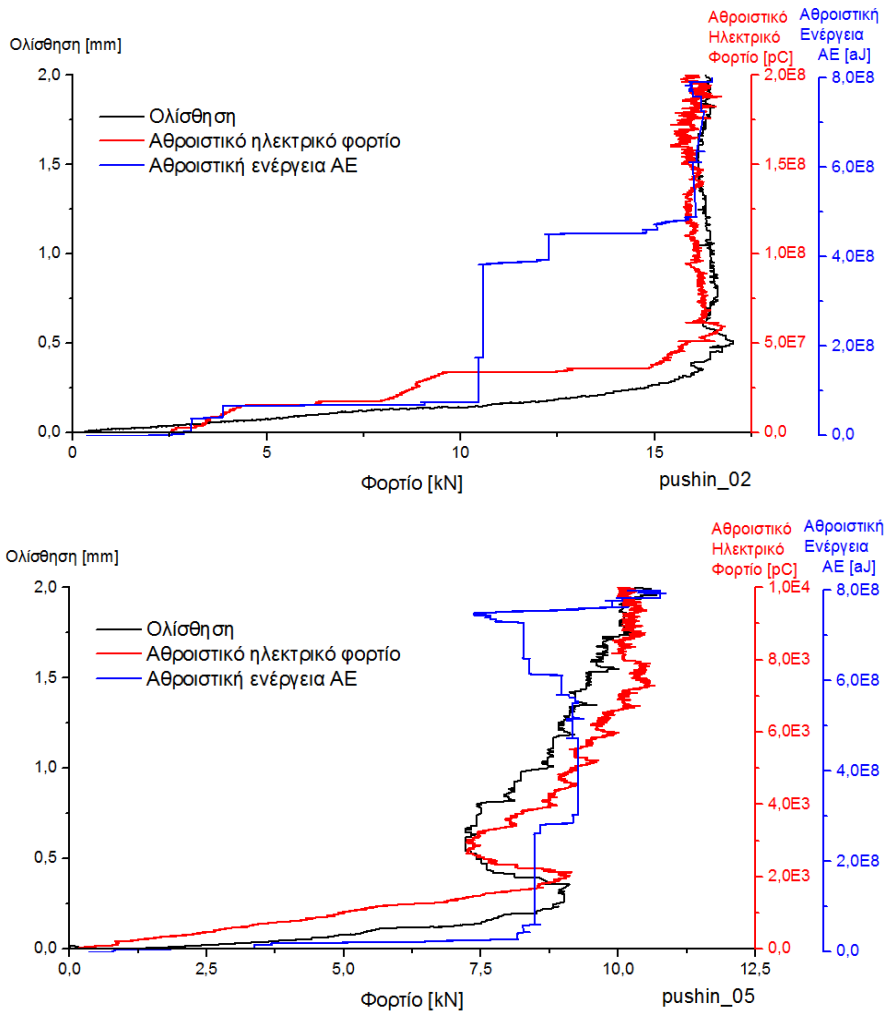 Ολίσθηση [mm]
Αθροιστικό
Ηλεκτρικό
Φορτίο [pC]
Αθροιστική
Ενέργεια
ΑΕ [aJ]
2,0
1,5
1,0
0,5
0,0
Ολίσθηση
Αθροιστικό ηλεκτρικό φορτίο
Αθροιστική ενέργεια ΑΕ
2,0E8
1,5E8
1,0E8
5,0E7
0,0
8,0E8
6,0E8
4,0E8
2,0E8
0,0
0 5 10 15
Φορτίο [kN]
pushin_02
Ολίσθηση [mm]
Αθροιστικό
Ηλεκτρικό
Φορτίο [pC]
Αθροιστική
Ενέργεια
ΑΕ [aJ]
2,0
1,5
1,0
0,5
0,0
Ολίσθηση
Αθροιστικό ηλεκτρικό φορτίο
Αθροιστική ενέργεια ΑΕ
1,0E4
8,0E3
6,0E3
4,0E3
2,0E3
0,0
8,0E8
6,0E8
4,0E8
2,0E8
0,0
0,0 2,5 5,0 7,5 10,0 12,5
Φορτίο [kN]
pushin_05